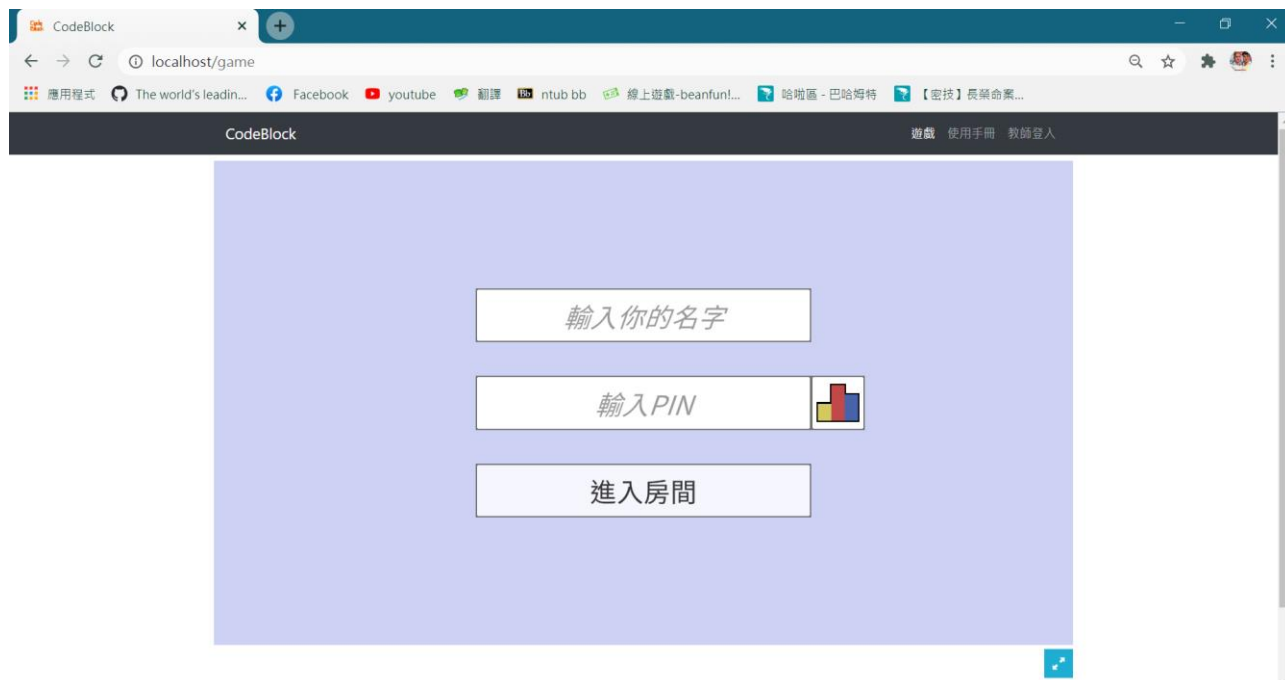 CodeBlock
localhost/game
應用程式 The world's leadin... Facebook youtube 翻譯 Bb ntub bb 線上遊戲-beanfun!... 哈啦區 - 巴哈姆特 【密技】長榮命案...
CodeBlock 遊戲 使用手冊 教師登入
輸入你的名字
輸入PIN
進入房間